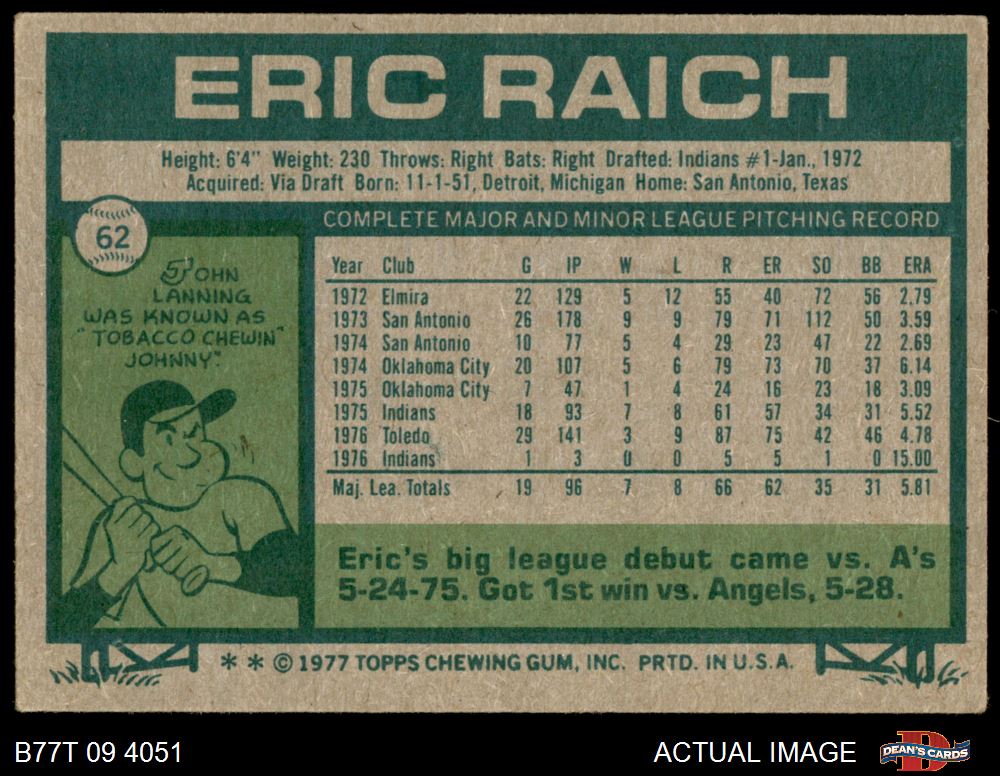 ERIC RAICH
Height: 6'4" Weight: 230 Throws: Right Bats: Right Drafted: Indians #1-Jan., 1972
Acquired: Via Draft Born: 11-1-51, Detroit, Michigan Home: San Antonio, Texas
62
JOHN
LANNING
WAS KNOWN AS
"TOBACCO CHEWIN'
JOHNNY."
COMPLETE MAJOR AND MINOR LEAGUE PITCHING RECORD
Year Club G IP W L R ER SO BB ERA
1972 Elmira 22 129 5 12 55 40 72 56 2.79
1973 San Antonio 26 178 9 9 79 71 112 50 3.59
1974 San Antonio 10 77 5 4 29 23 47 22 2.69
1974 Oklahoma City 20 107 5 6 79 73 70 37 6.14
1975 Oklahoma City 7 47 1 4 24 16 23 18 3.09
1975 Indians 18 93 7 8 61 57 34 31 5.52
1976 Toledo 29 141 3 9 87 75 42 46 4.78
1976 Indians 1 3 0 0 5 5 1 0 15.00
Maj. Lea. Totals 19 96 7 8 66 62 35 31 5.81
Eric's big league debut came vs. A's
5-24-75. Got 1st win vs. Angels, 5-28.
* * © 1977 TOPPS CHEWING GUM, INC. PRTD. IN U.S.A.
B77T 09 4051
ACTUAL IMAGE
D
DEAN'S CARDS